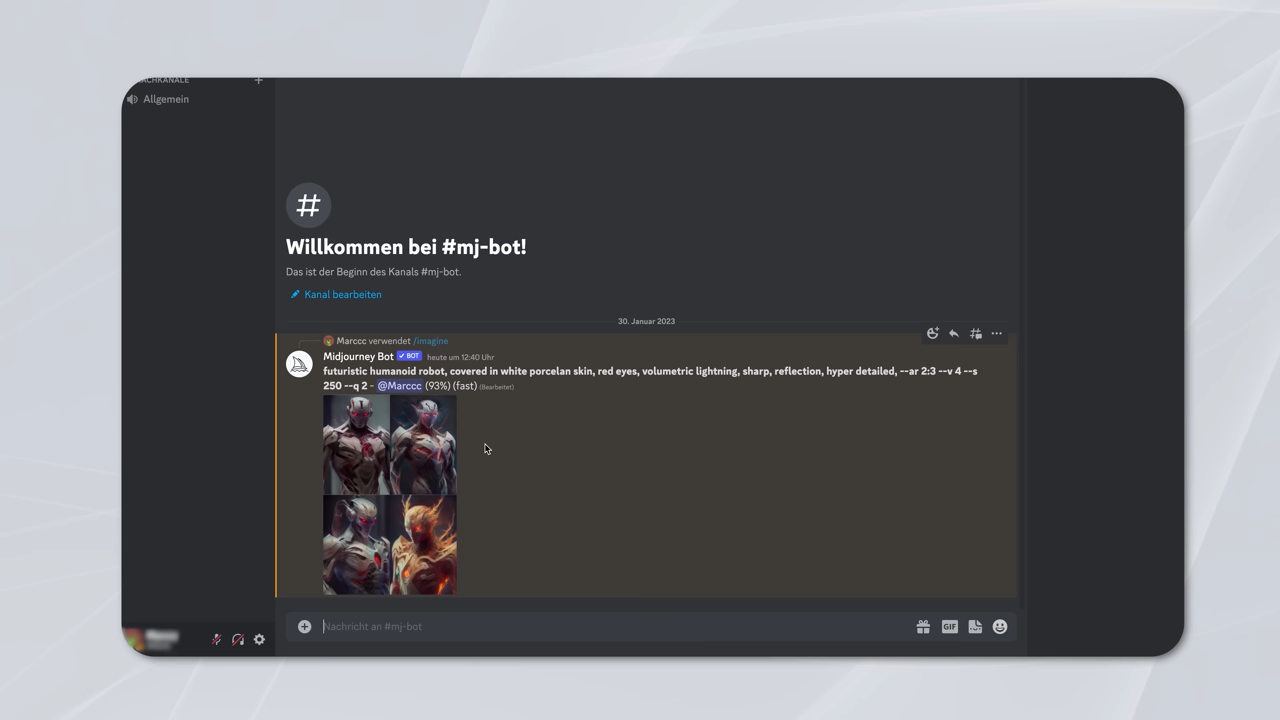 ACHKANÄLE
Allgemein
Willkommen bei #mj-bot!
Das ist der Beginn des Kanals #mj-bot.
Kanal bearbeiten
30. Januar 2023
Marccc verwendet /imagine
Midjourney Bot ✓ BOT heute um 12:40 Uhr
futuristic humanoid robot, covered in white porcelan skin, red eyes, volumetric lightning, sharp, reflection, hyper detailed, --ar 2:3 --v 4 --s
250 --q 2 - @Marccc (93%) (fast) (Bearbeitet)
Nachricht an #mj-bot
GIF